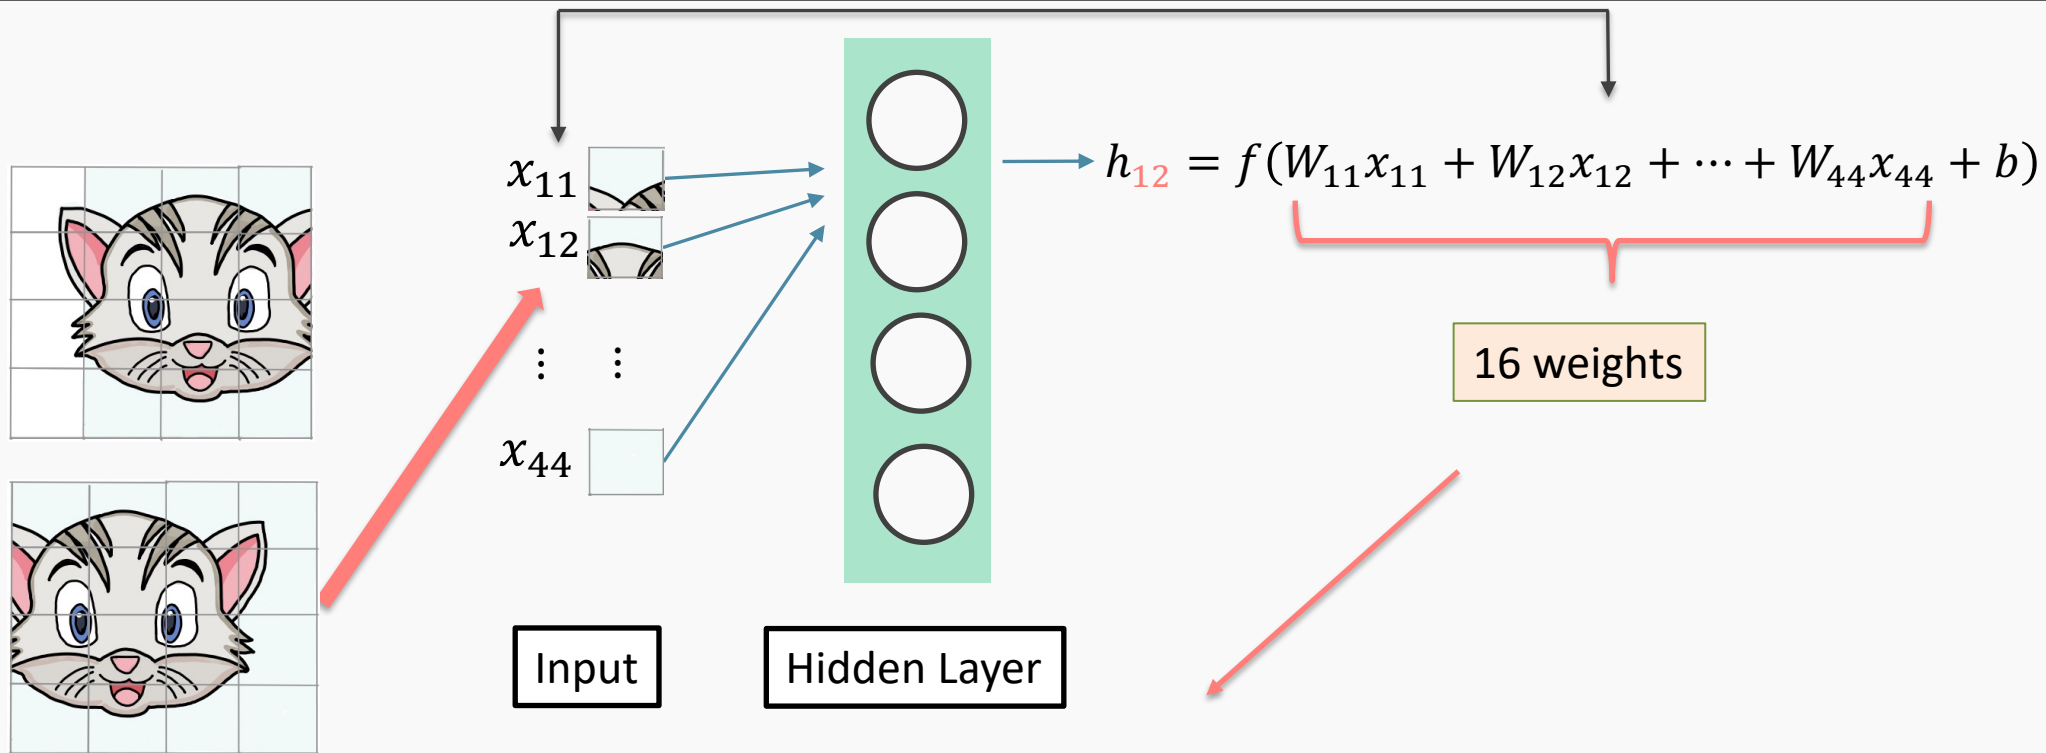 x₁₁
x₁₂
⋮ ⋮
x₄₄
h₁₂ = f(W₁₁x₁₁ + W₁₂x₁₂ + ⋯ + W₄₄x₄₄ + b)
16 weights
Input
Hidden Layer